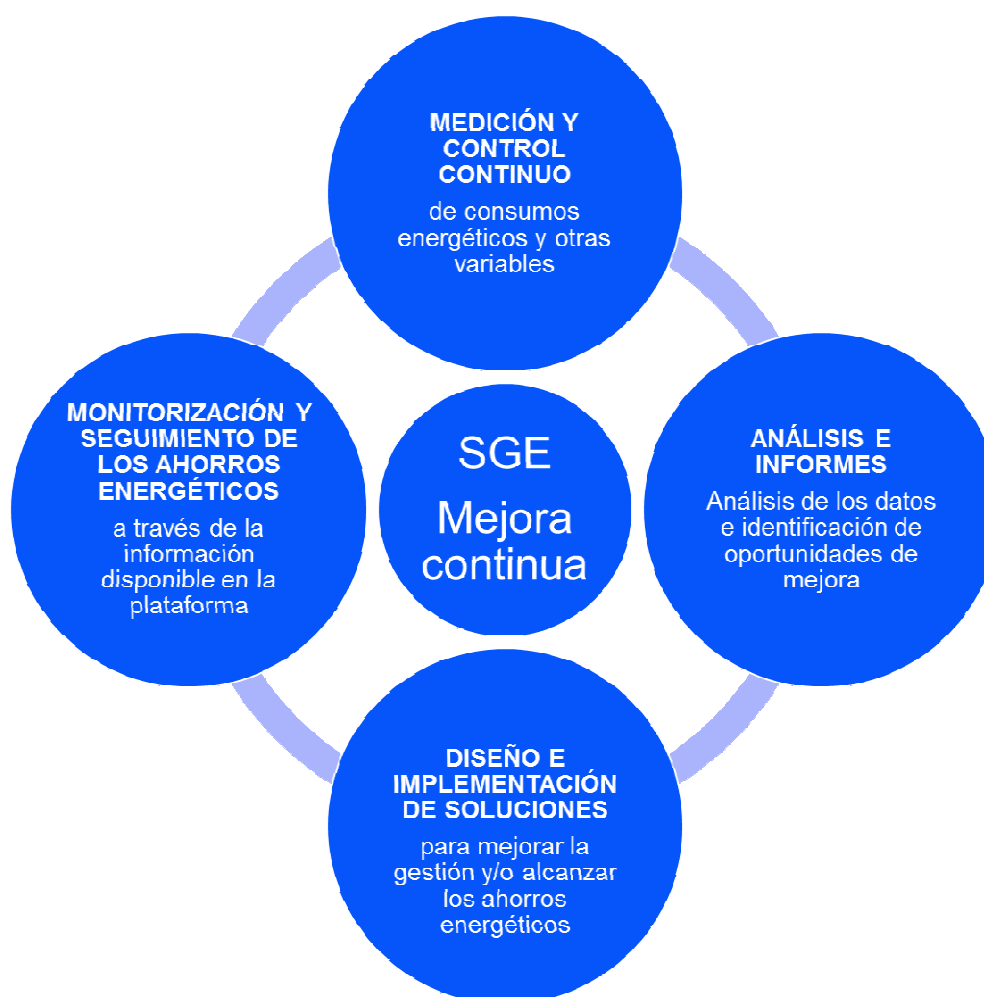 MEDICIÓN Y
CONTROL
CONTINUO
de consumos
energéticos y otras
variables
MONITORIZACIÓN Y
SEGUIMIENTO DE
LOS AHORROS
ENERGÉTICOS
a través de la
información
disponible en la
plataforma
SGE
Mejora
continua
ANÁLISIS E
INFORMES
Análisis de los datos
e identificación de
oportunidades de
mejora
DISEÑO E
IMPLEMENTACIÓN
DE SOLUCIONES
para mejorar la
gestión y/o alcanzar
los ahorros
energéticos